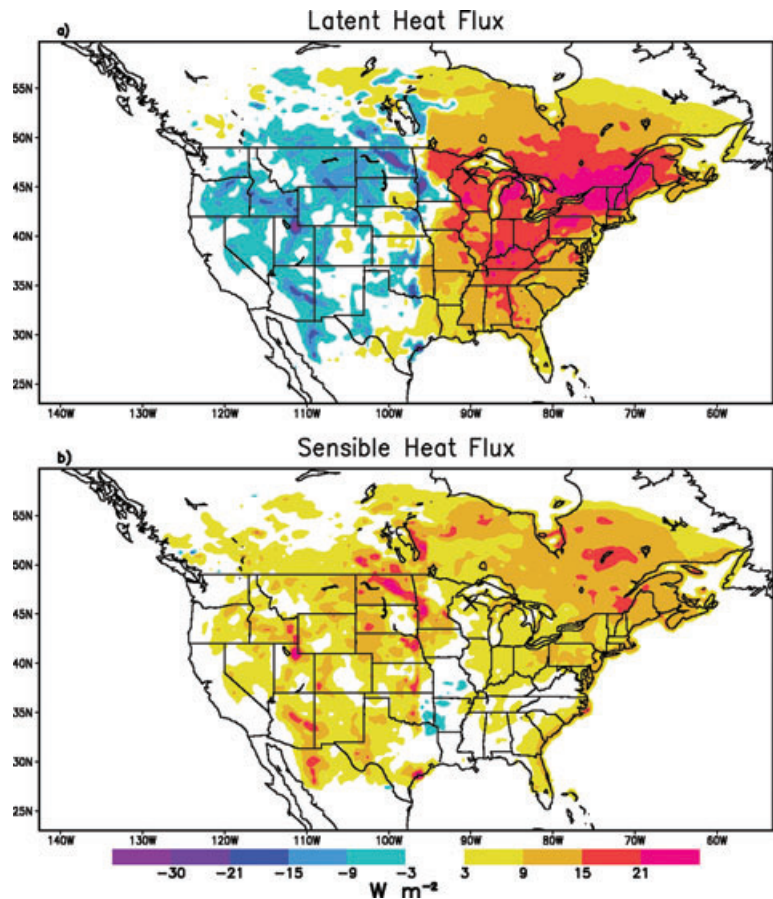 Latent Heat Flux
a)
55N
50N
45N
40N
35N
30N
25N
140W 130W 120W 110W 100W 90W 80W 70W 60W
Sensible Heat Flux
b)
55N
50N
45N
40N
35N
30N
25N
140W 130W 120W 110W 100W 90W 80W 70W 60W
−30 −21 −15 −9 −3 3 9 15 21
W m⁻²